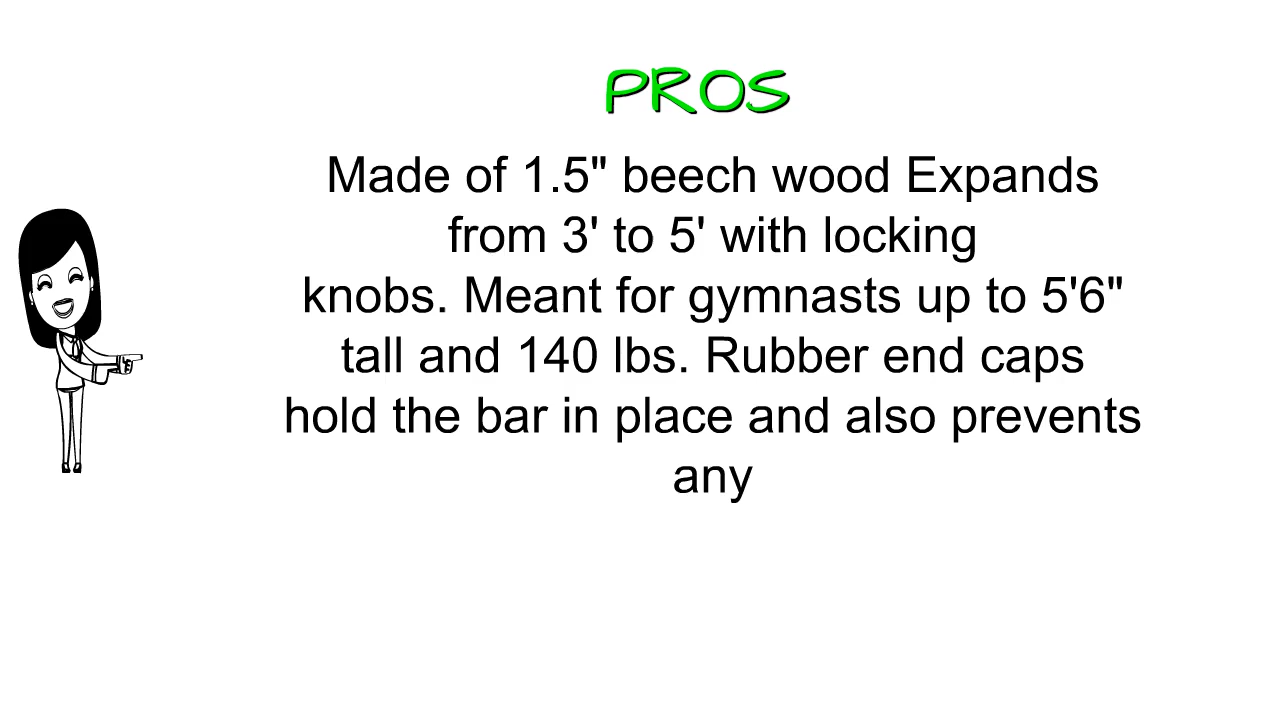 PROS
Made of 1.5" beech wood Expands
from 3' to 5' with locking
knobs. Meant for gymnasts up to 5'6"
tall and 140 lbs. Rubber end caps
hold the bar in place and also prevents
any